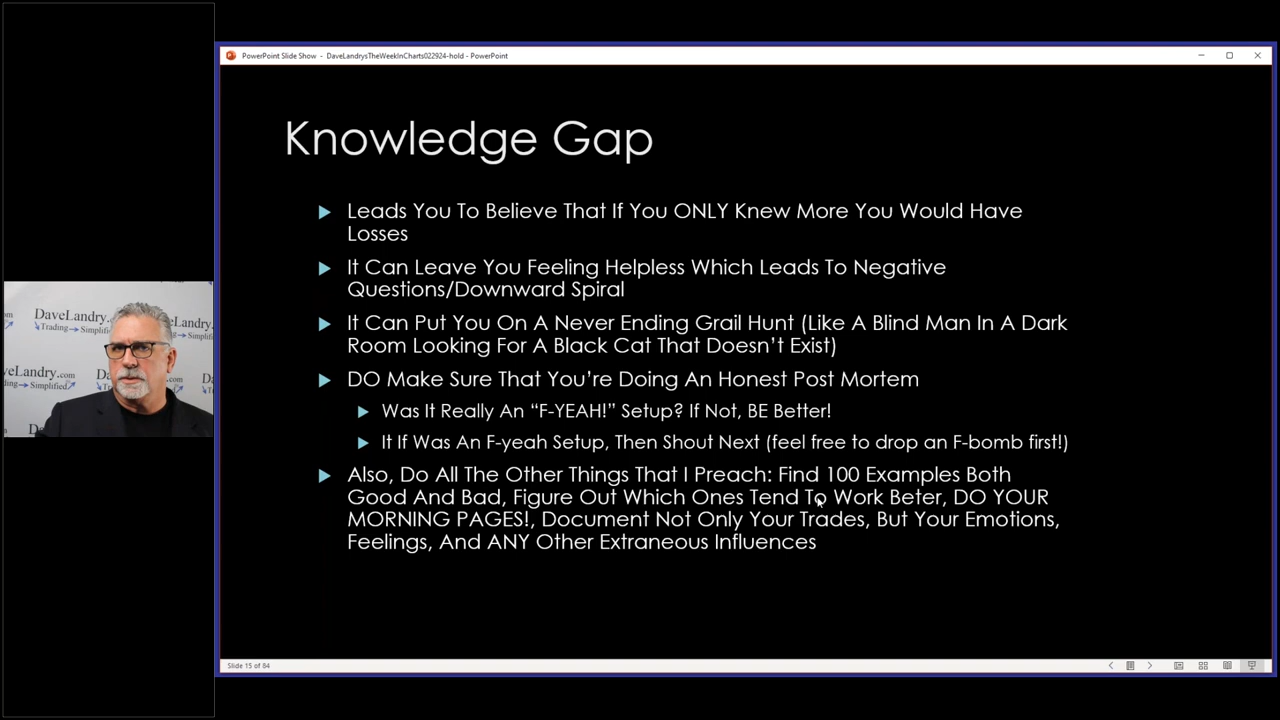 PowerPoint Slide Show - DaveLandrysTheWeekInCharts022924-hold - PowerPoint
Knowledge Gap
Leads You To Believe That If You ONLY Knew More You Would Have
Losses
It Can Leave You Feeling Helpless Which Leads To Negative
Questions/Downward Spiral
It Can Put You On A Never Ending Grail Hunt (Like A Blind Man In A Dark
Room Looking For A Black Cat That Doesn't Exist)
DO Make Sure That You're Doing An Honest Post Mortem
Was It Really An "F-YEAH!" Setup? If Not, BE Better!
It If Was An F-yeah Setup, Then Shout Next (feel free to drop an F-bomb first!)
Also, Do All The Other Things That I Preach: Find 100 Examples Both
Good And Bad, Figure Out Which Ones Tend To Work Beter, DO YOUR
MORNING PAGES!, Document Not Only Your Trades, But Your Emotions,
Feelings, And ANY Other Extraneous Influences
DaveLandry.com
Trading Simplified
Slide 15 of 84